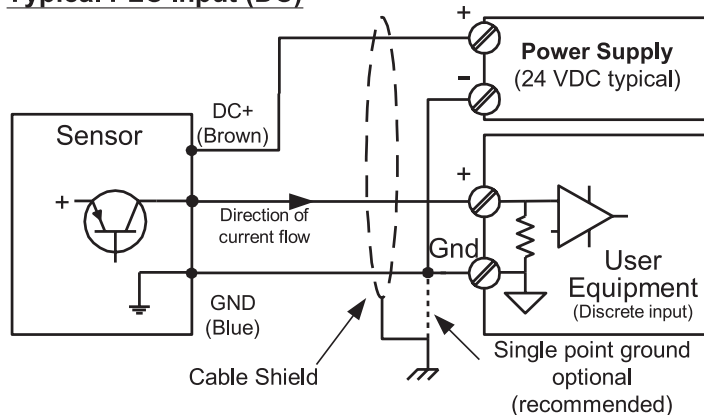 Typical PLC Input (DC)
+
Power Supply
(24 VDC typical)
-
DC+
(Brown)
Sensor
+
+
Direction of
current flow
Gnd
User
Equipment
(Discrete input)
GND
(Blue)
Cable Shield
Single point ground
optional
(recommended)